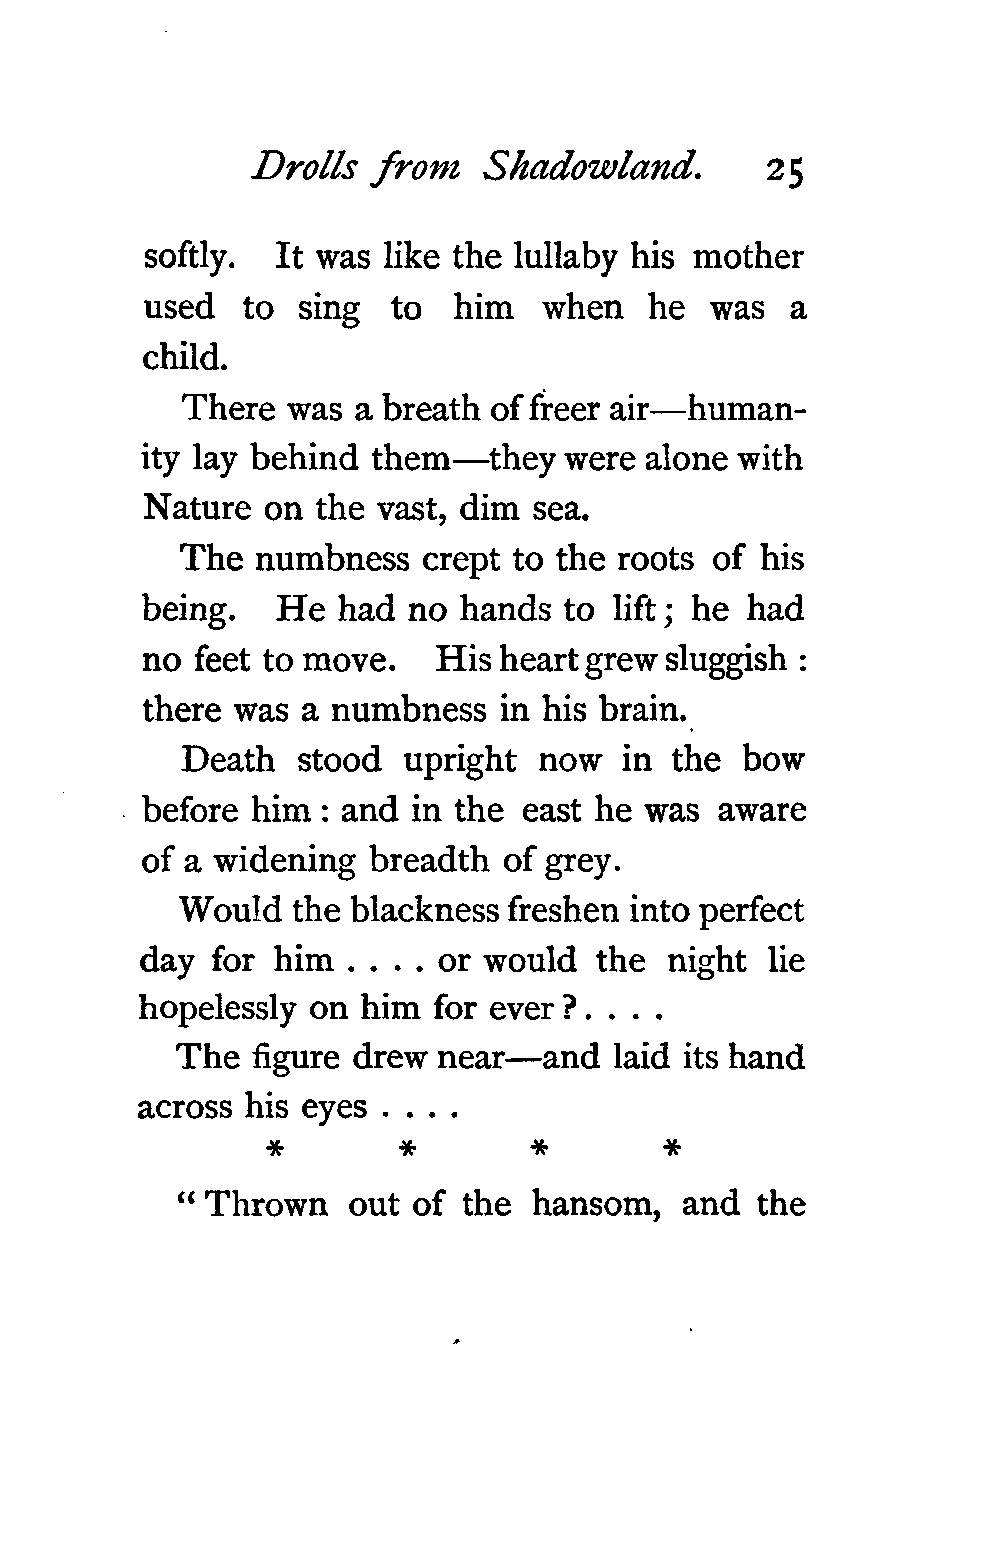 Drolls from Shadowland. 25
softly. It was like the lullaby his mother
used to sing to him when he was a
child.
There was a breath of freer air—human-
ity lay behind them—they were alone with
Nature on the vast, dim sea.
The numbness crept to the roots of his
being. He had no hands to lift; he had
no feet to move. His heart grew sluggish :
there was a numbness in his brain.
Death stood upright now in the bow
before him : and in the east he was aware
of a widening breadth of grey.
Would the blackness freshen into perfect
day for him . . . . or would the night lie
hopelessly on him for ever ? . . . .
The figure drew near—and laid its hand
across his eyes . . . .
* * * *
“ Thrown out of the hansom, and the